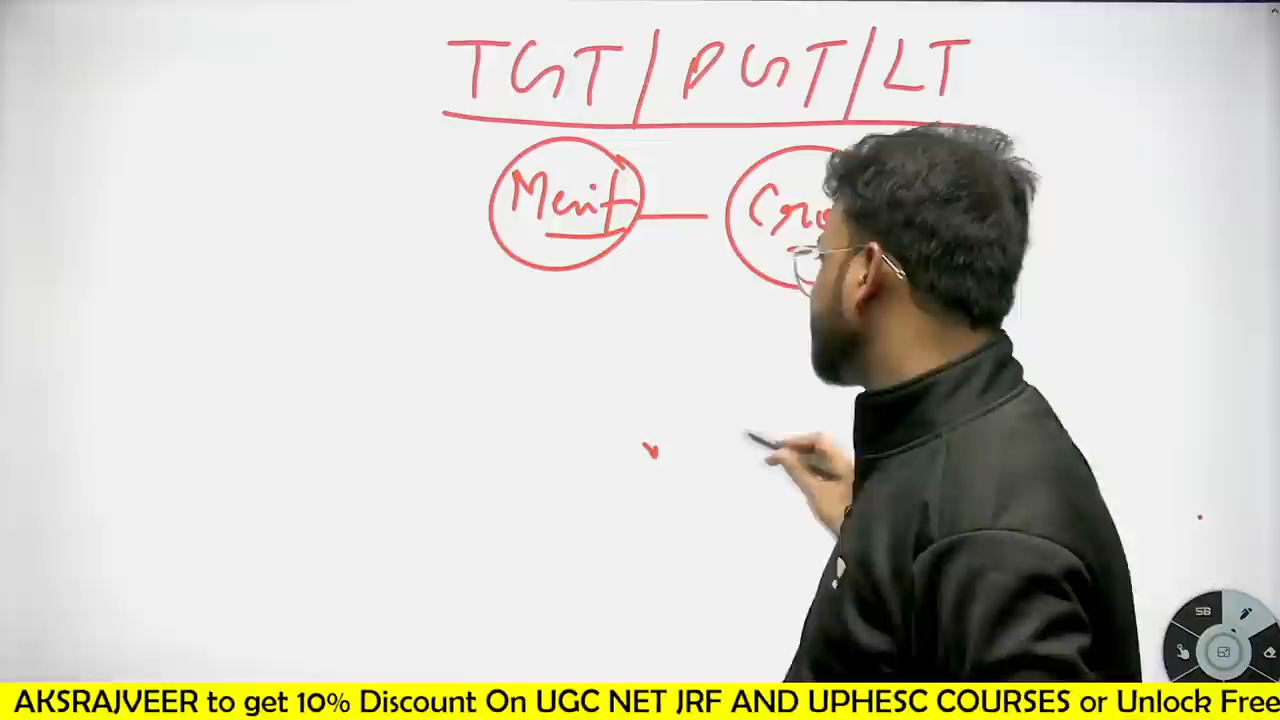 TGT/PGT/LT
Merit
SB
AKSRAJVEER to get 10% Discount On UGC NET JRF AND UPHESC COURSES or Unlock Free